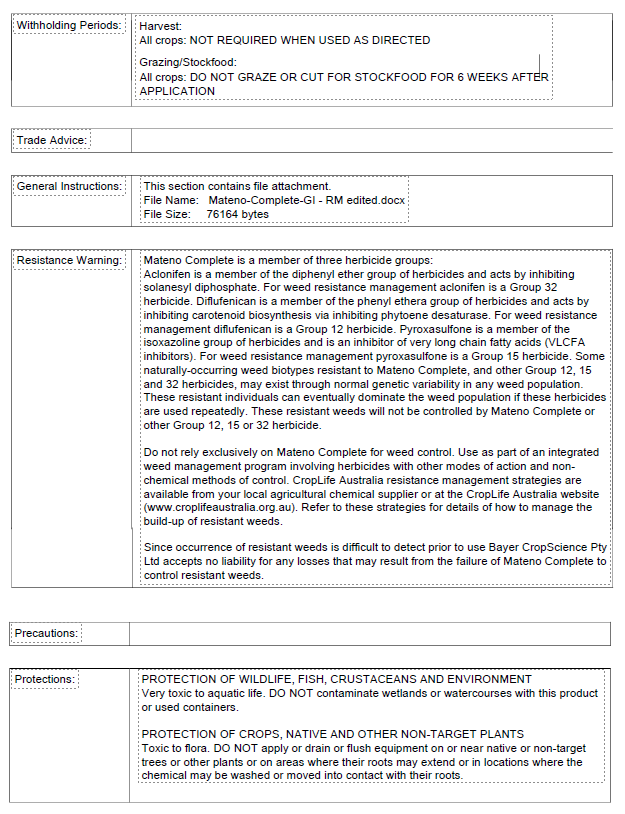 Withholding Periods:
Harvest:
All crops: NOT REQUIRED WHEN USED AS DIRECTED
Grazing/Stockfood:
All crops: DO NOT GRAZE OR CUT FOR STOCKFOOD FOR 6 WEEKS AFTER
APPLICATION
Trade Advice:
General Instructions:
This section contains file attachment.
File Name: Mateno-Complete-GI - RM edited.docx
File Size: 76164 bytes
Resistance Warning:
Mateno Complete is a member of three herbicide groups:
Aclonifen is a member of the diphenyl ether group of herbicides and acts by inhibiting
solanesyl diphosphate. For weed resistance management aclonifen is a Group 32
herbicide. Diflufenican is a member of the phenyl ethera group of herbicides and acts by
inhibiting carotenoid biosynthesis via inhibiting phytoene desaturase. For weed resistance
management diflufenican is a Group 12 herbicide. Pyroxasulfone is a member of the
isoxazoline group of herbicides and is an inhibitor of very long chain fatty acids (VLCFA
inhibitors). For weed resistance management pyroxasulfone is a Group 15 herbicide. Some
naturally-occurring weed biotypes resistant to Mateno Complete, and other Group 12, 15
and 32 herbicides, may exist through normal genetic variability in any weed population.
These resistant individuals can eventually dominate the weed population if these herbicides
are used repeatedly. These resistant weeds will not be controlled by Mateno Complete or
other Group 12, 15 or 32 herbicide.
Do not rely exclusively on Mateno Complete for weed control. Use as part of an integrated
weed management program involving herbicides with other modes of action and non-
chemical methods of control. CropLife Australia resistance management strategies are
available from your local agricultural chemical supplier or at the CropLife Australia website
(www.croplifeaustralia.org.au). Refer to these strategies for details of how to manage the
build-up of resistant weeds.
Since occurrence of resistant weeds is difficult to detect prior to use Bayer CropScience Pty
Ltd accepts no liability for any losses that may result from the failure of Mateno Complete to
control resistant weeds.
Precautions:
Protections:
PROTECTION OF WILDLIFE, FISH, CRUSTACEANS AND ENVIRONMENT
Very toxic to aquatic life. DO NOT contaminate wetlands or watercourses with this product
or used containers.
PROTECTION OF CROPS, NATIVE AND OTHER NON-TARGET PLANTS
Toxic to flora. DO NOT apply or drain or flush equipment on or near native or non-target
trees or other plants or on areas where their roots may extend or in locations where the
chemical may be washed or moved into contact with their roots.